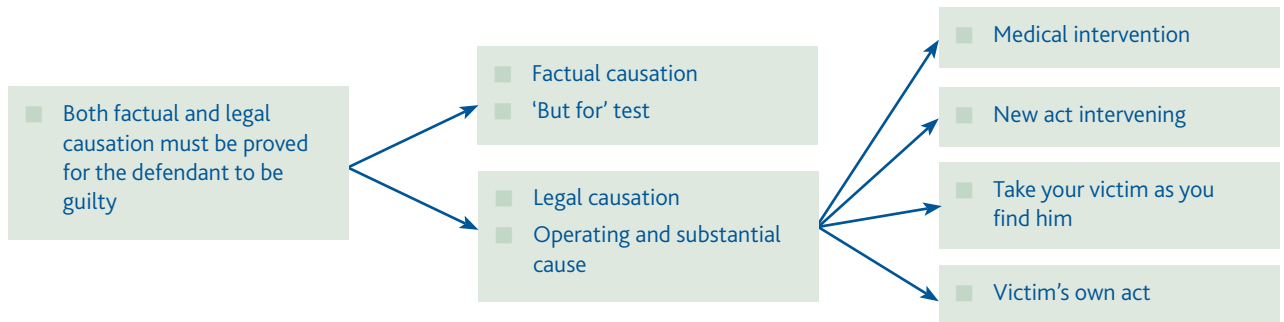 Both factual and legal
causation must be proved
for the defendant to be
guilty
Factual causation
‘But for’ test
Legal causation
Operating and substantial
cause
Medical intervention
New act intervening
Take your victim as you
find him
Victim’s own act